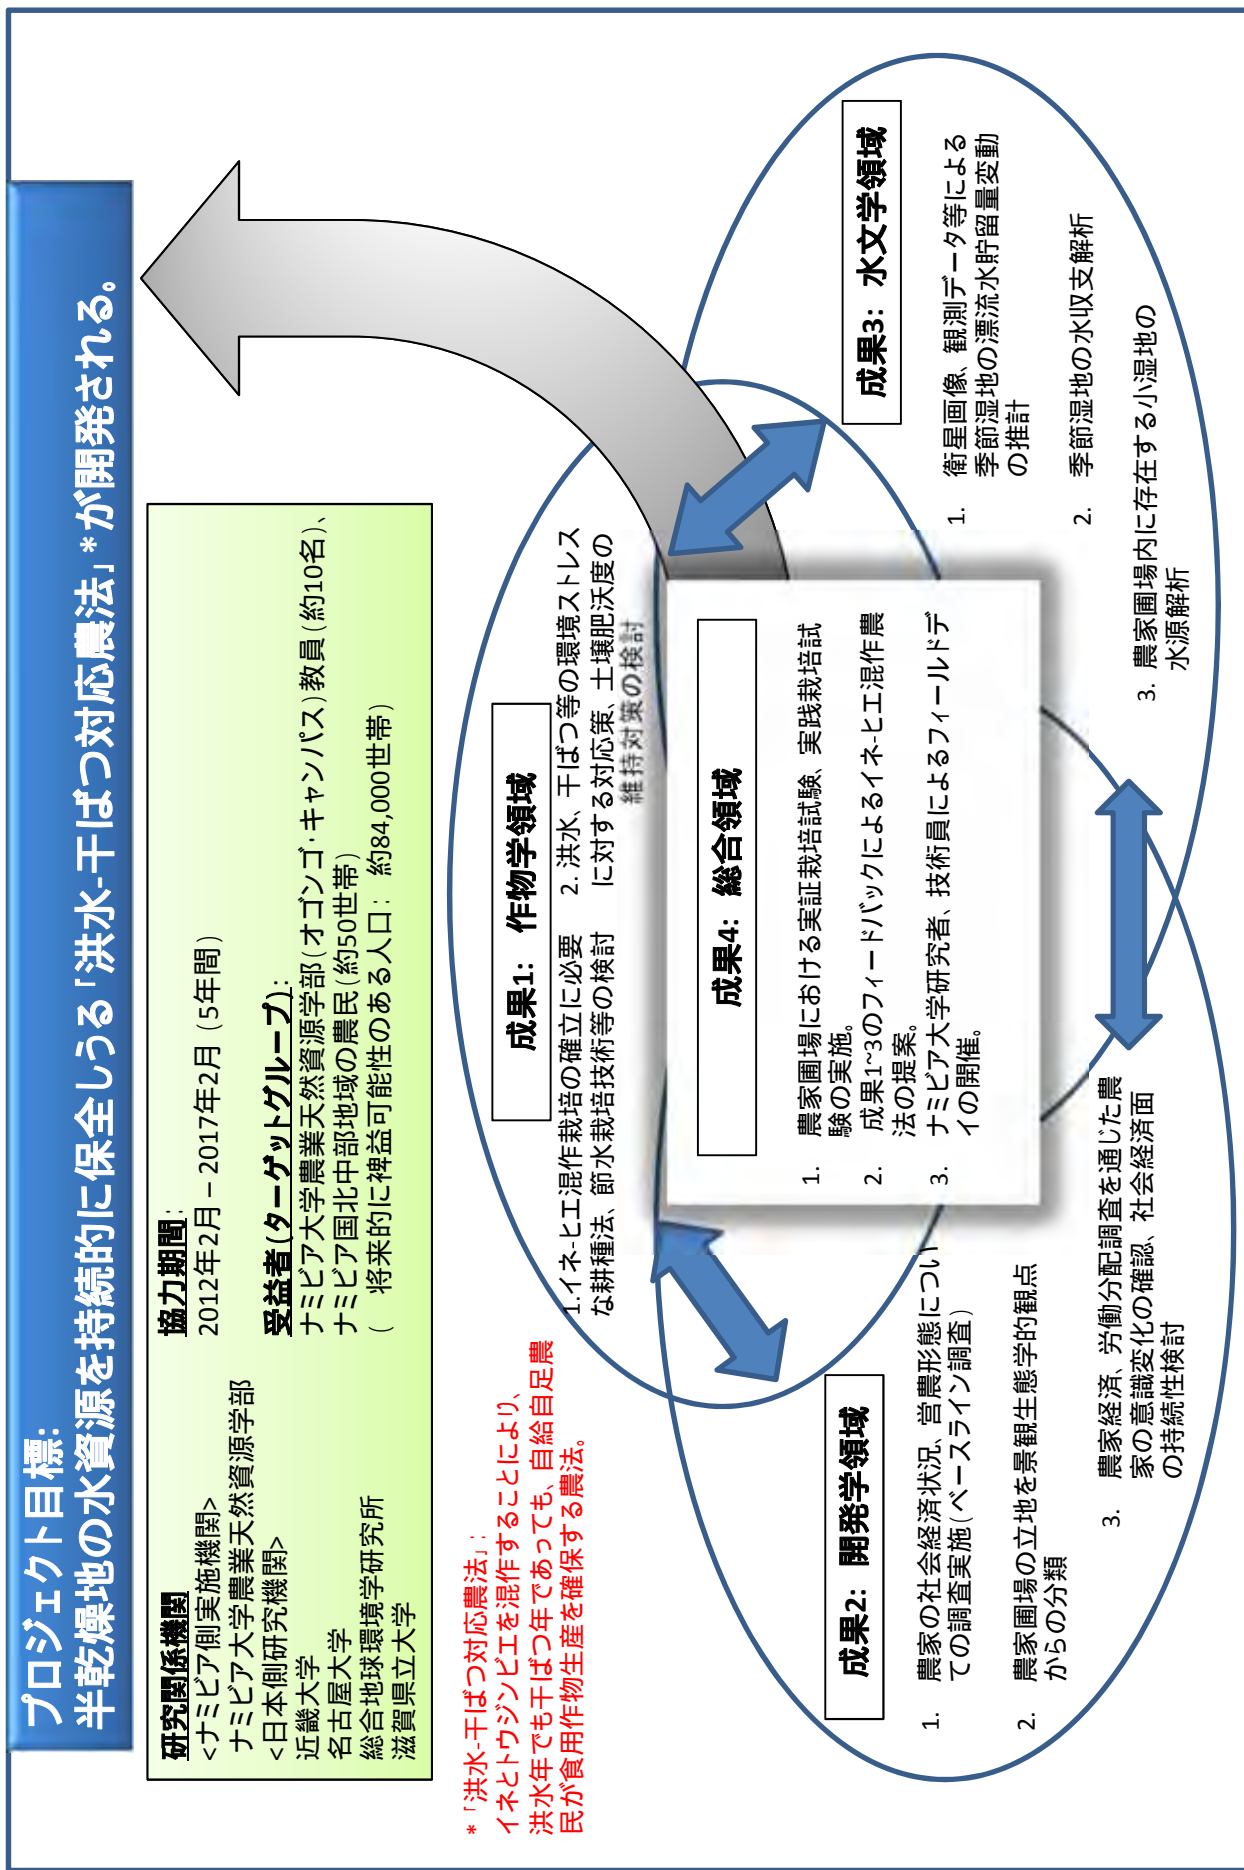 プロジェクト目標:
半乾燥地の水資源を持続的に保全しうる「洪水-干ばつ対応農法」*が開発される。
研究関係機関
<ナミビア側実施機関>
ナミビア大学農業天然資源学部
<日本側研究機関>
近畿大学
名古屋大学
総合地球環境学研究所
滋賀県立大学
協力期間:
2012年2月－2017年2月 (5年間)
受益者(ターゲットグループ):
ナミビア大学農業天然資源学部(オゴンゴ・キャンパス)教員(約10名)、
ナミビア国北中部地域の農民(約50世帯)
( 将来的に裨益可能性のある人口: 約84,000世帯)
*「洪水-干ばつ対応農法」:
イネとトウジンビエを混作することにより、
洪水年でも干ばつ年であっても、自給自足農
民が食用作物生産を確保する農法。
成果1: 作物学領域
1.イネ-ヒエ混作栽培の確立に必要
な耕種法、節水栽培技術等の検討
2. 洪水、干ばつ等の環境ストレス
に対する対応策、土壌肥沃度の
維持対策の検討
成果4: 総合領域
1. 農家圃場における実証栽培試験、実践栽培試
験の実施。
2. 成果1~3のフィードバックによるイネ-ヒエ混作農
法の提案。
3. ナミビア大学研究者、技術員によるフィールドデ
イの開催。
成果2: 開発学領域
1. 農家の社会経済状況、営農形態につい
ての調査実施(ベースライン調査)
2. 農家圃場の立地を景観生態学的観点
からの分類
3. 農家経済、労働分配調査を通じた農
家の意識変化の確認、社会経済面
の持続性検討
成果3: 水文学領域
1. 衛星画像、観測データ等による
季節湿地の漂流水貯留量変動
の推計
2. 季節湿地の水収支解析
3. 農家圃場内に存在する小湿地の
水源解析